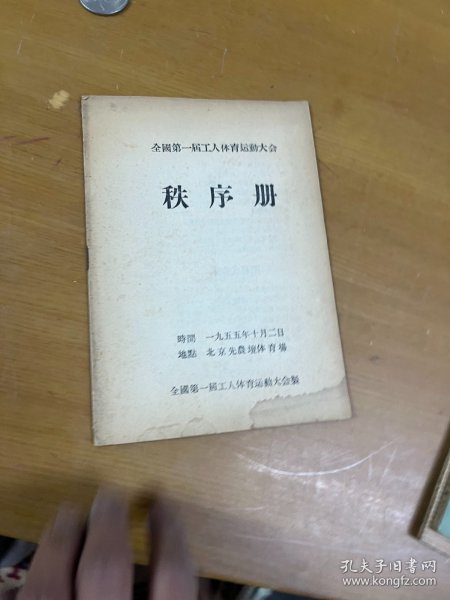 全國第一屆工人体育运動大会
秩序册
時間 一九五五年十月二日
地點 北京先農壇体育場
全國第一屆工人体育运動大会製
孔夫子旧书网
www.kongfz.com